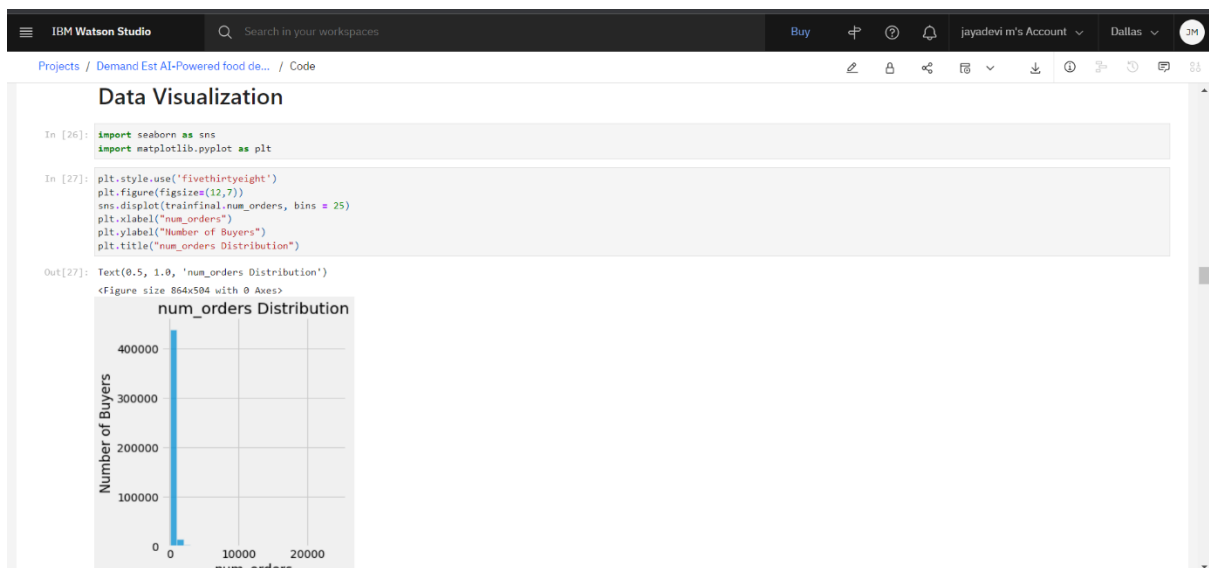 IBM Watson Studio
Search in your workspaces
Buy
jayadevi m's Account
Dallas
JM
Projects / Demand Est AI-Powered food de... / Code
Data Visualization
In [26]: import seaborn as sns
import matplotlib.pyplot as plt
In [27]: plt.style.use('fivethirtyeight')
plt.figure(figsize=(12,7))
sns.displot(trainfinal.num_orders, bins = 25)
plt.xlabel("num_orders")
plt.ylabel("Number of Buyers")
plt.title("num_orders Distribution")
Out[27]: Text(0.5, 1.0, 'num_orders Distribution')
<Figure size 864x504 with 0 Axes>
num_orders Distribution
Number of Buyers
400000
300000
200000
100000
0
0 10000 20000
num_orders